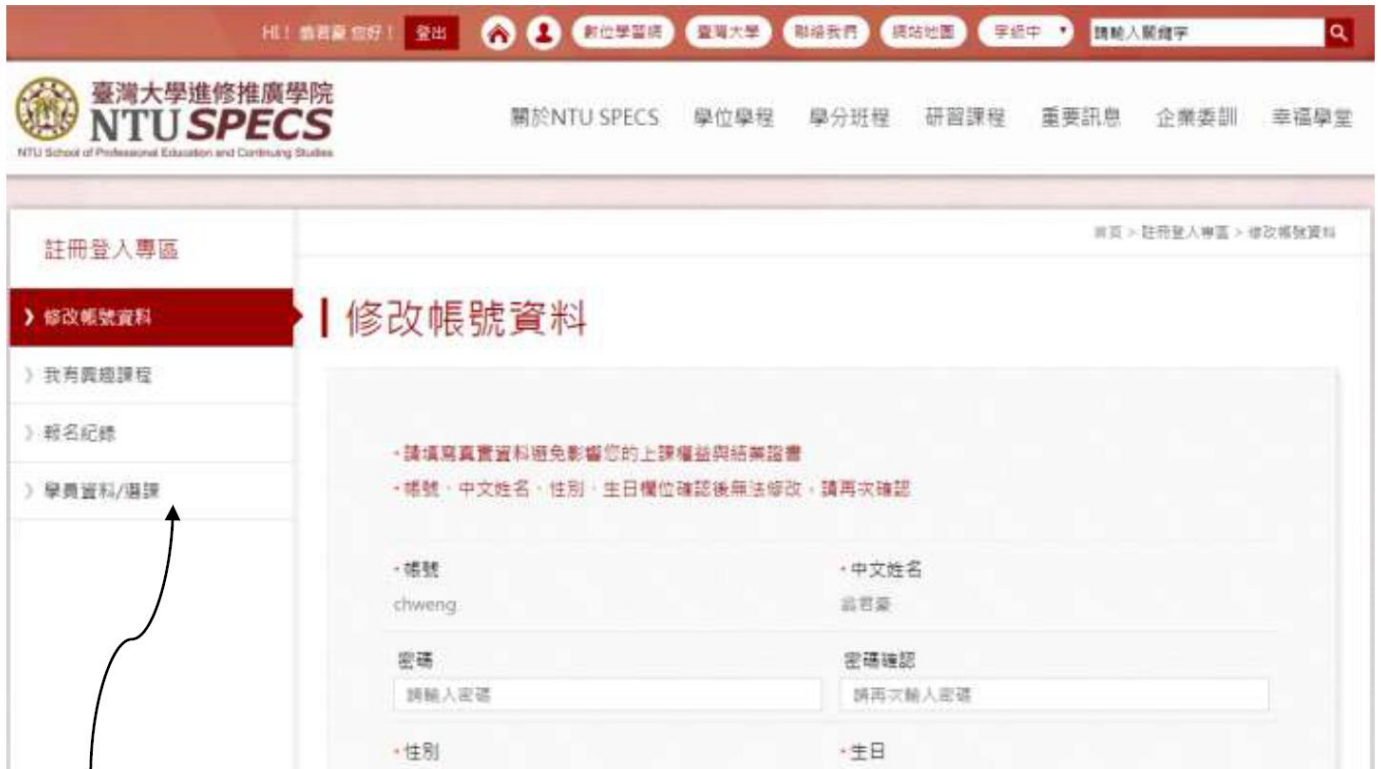 HI！翁君豪 您好！ 登出 數位學習網 臺灣大學 聯絡我們 網站地圖 字級中 請輸入關鍵字
臺灣大學進修推廣學院
NTU SPECS
NTU School of Professional Education and Continuing Studies
關於NTU SPECS 學位學程 學分班程 研習課程 重要訊息 企業委訓 幸福學堂
首頁 > 註冊登入專區 > 修改帳號資料
註冊登入專區
修改帳號資料
我有興趣課程
報名紀錄
學員資料/選課
修改帳號資料
•請填寫真實資料避免影響您的上課權益與結業證書
•帳號、中文姓名、性別、生日欄位確認後無法修改，請再次確認
•帳號 •中文姓名
chweng 翁君豪
密碼 密碼確認
請輸入密碼 請再次輸入密碼
•性別 •生日